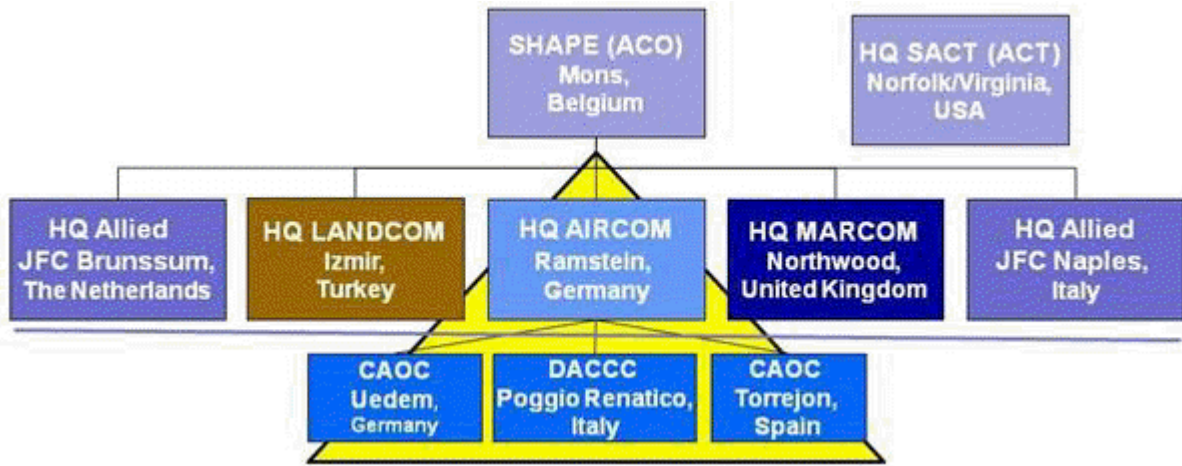 SHAPE (ACO)
Mons,
Belgium
HQ SACT (ACT)
Norfolk/Virginia,
USA
HQ Allied
JFC Brunssum,
The Netherlands
HQ LANDCOM
Izmir,
Turkey
HQ AIRCOM
Ramstein,
Germany
HQ MARCOM
Northwood,
United Kingdom
HQ Allied
JFC Naples,
Italy
CAOC
Uedem,
Germany
DACCC
Poggio Renatico,
Italy
CAOC
Torrejon,
Spain